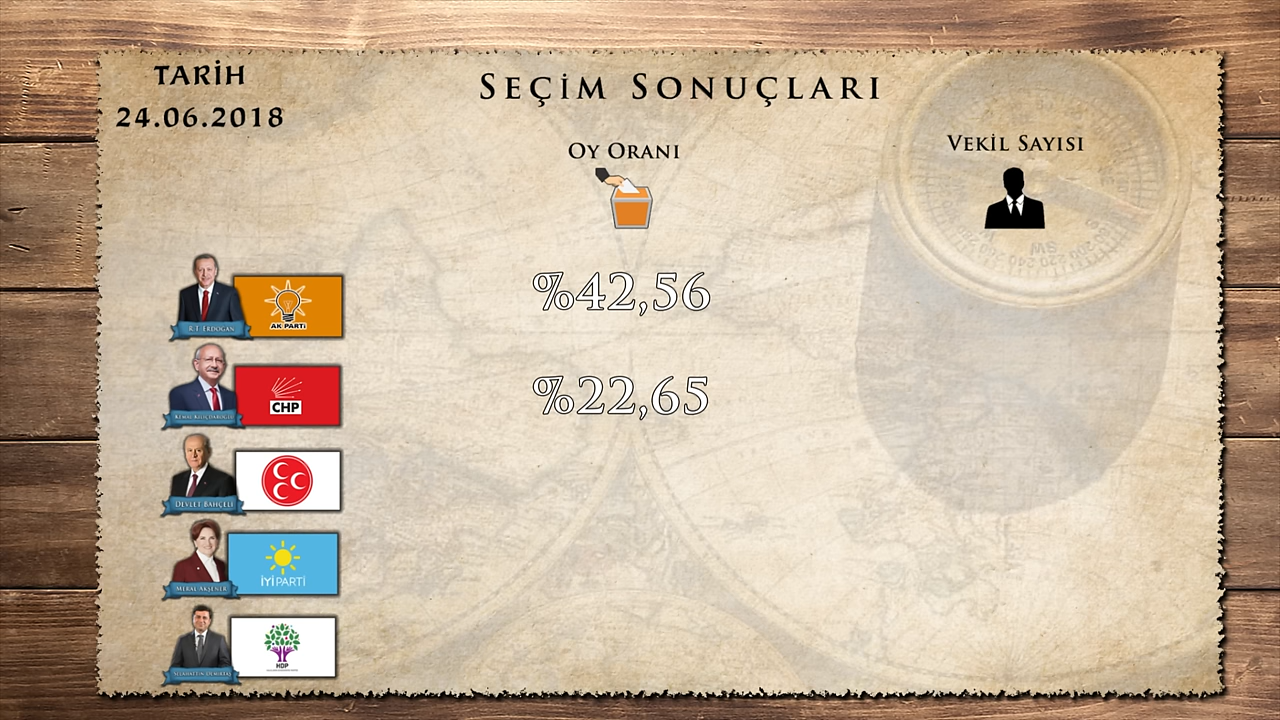 TARİH
24.06.2018
SEÇİM SONUÇLARI
OY ORANI
VEKİL SAYISI
%42,56
R.T. ERDOĞAN
AK PARTİ
%22,65
KEMAL KILIÇDAROĞLU
CHP
DEVLET BAHÇELİ
MERAL AKŞENER
İYİ PARTİ
SELAHATTİN DEMİRTAŞ
HDP